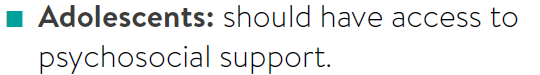 ■ Adolescents: should have access to
psychosocial support.